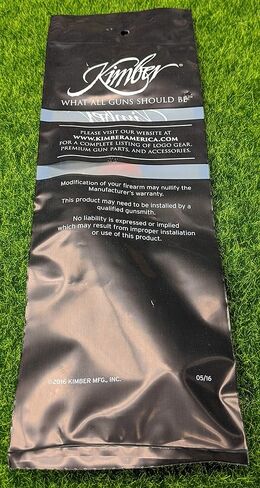 Kimber
WHAT ALL GUNS SHOULD BE™
PLEASE VISIT OUR WEBSITE AT
WWW.KIMBERAMERICA.COM
FOR A COMPLETE LISTING OF LOGO GEAR,
PREMIUM GUN PARTS, AND ACCESSORIES.
Modification of your firearm may nullify the
Manufacturer's warranty.
This product may need to be installed by a
qualified gunsmith.
No liability is expressed or implied
which may result from improper installation
or use of this product.
©2016 KIMBER MFG., INC.
05/16